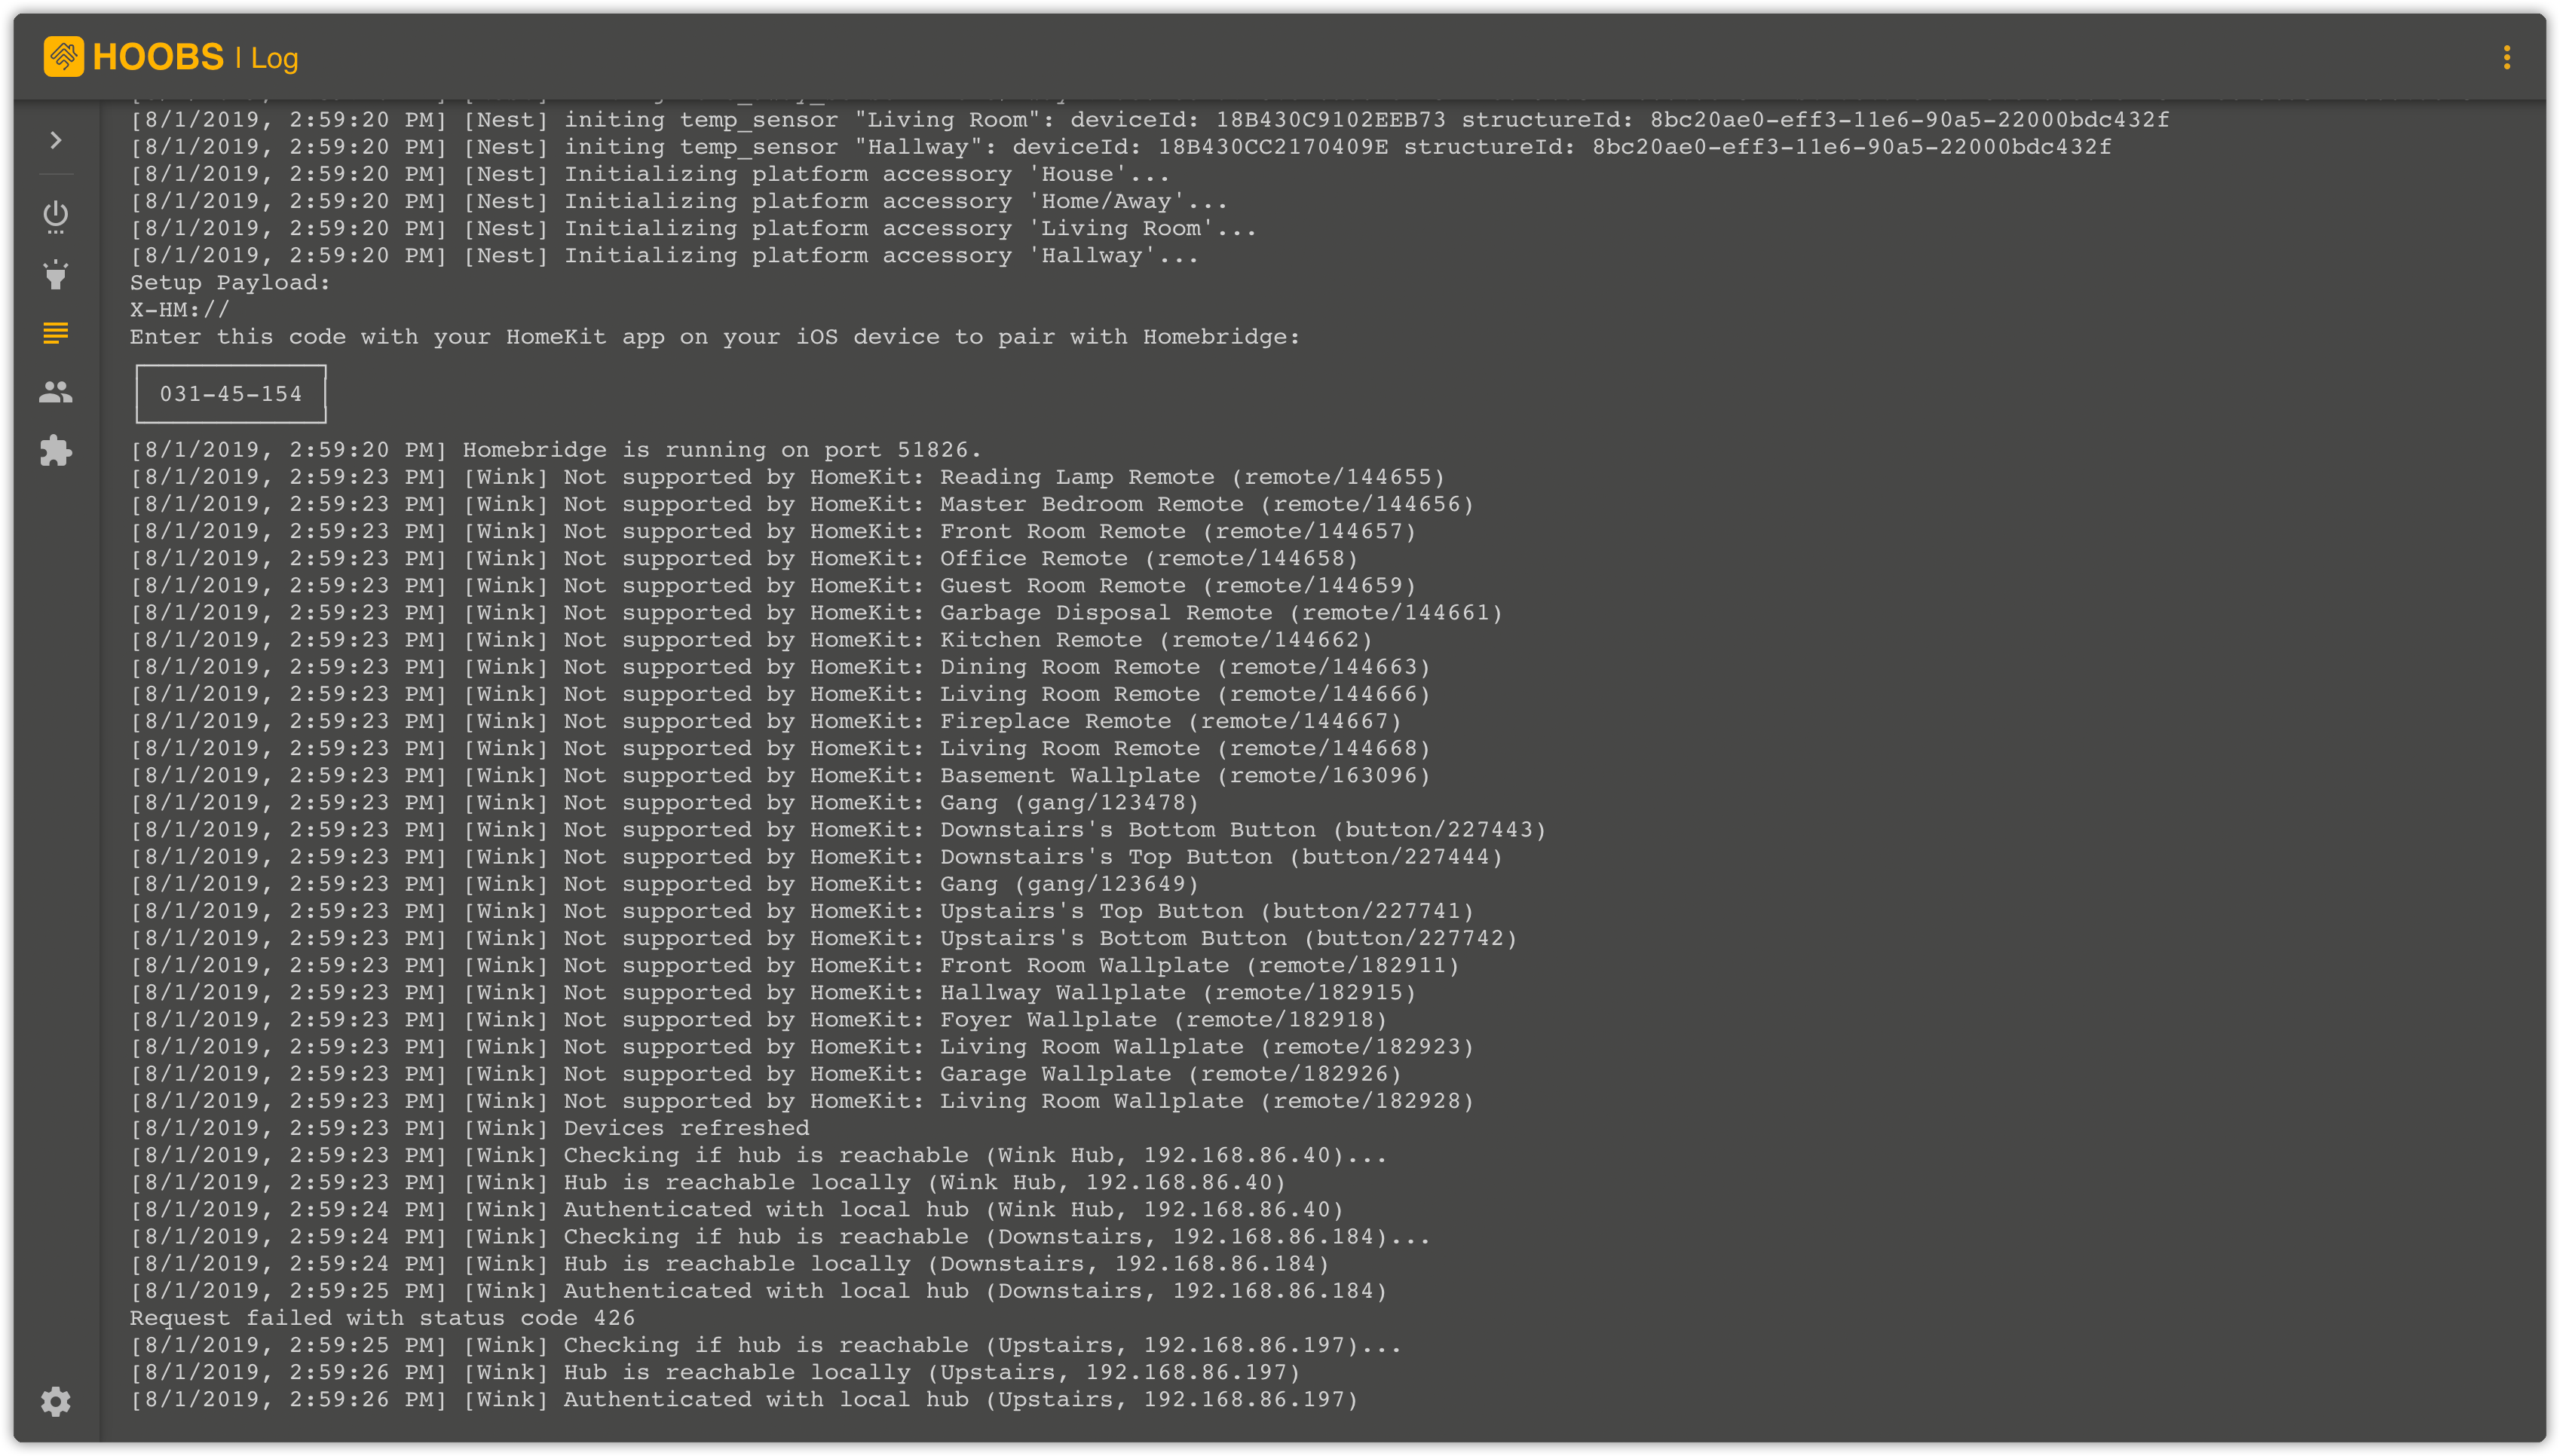 HOOBS | Log
[8/1/2019, 2:59:20 PM] [Nest] initing temp_sensor "Living Room": deviceId: 18B430C9102EEB73 structureId: 8bc20ae0-eff3-11e6-90a5-22000bdc432f
[8/1/2019, 2:59:20 PM] [Nest] initing temp_sensor "Hallway": deviceId: 18B430CC2170409E structureId: 8bc20ae0-eff3-11e6-90a5-22000bdc432f
[8/1/2019, 2:59:20 PM] [Nest] Initializing platform accessory 'House'...
[8/1/2019, 2:59:20 PM] [Nest] Initializing platform accessory 'Home/Away'...
[8/1/2019, 2:59:20 PM] [Nest] Initializing platform accessory 'Living Room'...
[8/1/2019, 2:59:20 PM] [Nest] Initializing platform accessory 'Hallway'...
Setup Payload:
X-HM://
Enter this code with your HomeKit app on your iOS device to pair with Homebridge:
031-45-154
[8/1/2019, 2:59:20 PM] Homebridge is running on port 51826.
[8/1/2019, 2:59:23 PM] [Wink] Not supported by HomeKit: Reading Lamp Remote (remote/144655)
[8/1/2019, 2:59:23 PM] [Wink] Not supported by HomeKit: Master Bedroom Remote (remote/144656)
[8/1/2019, 2:59:23 PM] [Wink] Not supported by HomeKit: Front Room Remote (remote/144657)
[8/1/2019, 2:59:23 PM] [Wink] Not supported by HomeKit: Office Remote (remote/144658)
[8/1/2019, 2:59:23 PM] [Wink] Not supported by HomeKit: Guest Room Remote (remote/144659)
[8/1/2019, 2:59:23 PM] [Wink] Not supported by HomeKit: Garbage Disposal Remote (remote/144661)
[8/1/2019, 2:59:23 PM] [Wink] Not supported by HomeKit: Kitchen Remote (remote/144662)
[8/1/2019, 2:59:23 PM] [Wink] Not supported by HomeKit: Dining Room Remote (remote/144663)
[8/1/2019, 2:59:23 PM] [Wink] Not supported by HomeKit: Living Room Remote (remote/144666)
[8/1/2019, 2:59:23 PM] [Wink] Not supported by HomeKit: Fireplace Remote (remote/144667)
[8/1/2019, 2:59:23 PM] [Wink] Not supported by HomeKit: Living Room Remote (remote/144668)
[8/1/2019, 2:59:23 PM] [Wink] Not supported by HomeKit: Basement Wallplate (remote/163096)
[8/1/2019, 2:59:23 PM] [Wink] Not supported by HomeKit: Gang (gang/123478)
[8/1/2019, 2:59:23 PM] [Wink] Not supported by HomeKit: Downstairs's Bottom Button (button/227443)
[8/1/2019, 2:59:23 PM] [Wink] Not supported by HomeKit: Downstairs's Top Button (button/227444)
[8/1/2019, 2:59:23 PM] [Wink] Not supported by HomeKit: Gang (gang/123649)
[8/1/2019, 2:59:23 PM] [Wink] Not supported by HomeKit: Upstairs's Top Button (button/227741)
[8/1/2019, 2:59:23 PM] [Wink] Not supported by HomeKit: Upstairs's Bottom Button (button/227742)
[8/1/2019, 2:59:23 PM] [Wink] Not supported by HomeKit: Front Room Wallplate (remote/182911)
[8/1/2019, 2:59:23 PM] [Wink] Not supported by HomeKit: Hallway Wallplate (remote/182915)
[8/1/2019, 2:59:23 PM] [Wink] Not supported by HomeKit: Foyer Wallplate (remote/182918)
[8/1/2019, 2:59:23 PM] [Wink] Not supported by HomeKit: Living Room Wallplate (remote/182923)
[8/1/2019, 2:59:23 PM] [Wink] Not supported by HomeKit: Garage Wallplate (remote/182926)
[8/1/2019, 2:59:23 PM] [Wink] Not supported by HomeKit: Living Room Wallplate (remote/182928)
[8/1/2019, 2:59:23 PM] [Wink] Devices refreshed
[8/1/2019, 2:59:23 PM] [Wink] Checking if hub is reachable (Wink Hub, 192.168.86.40)...
[8/1/2019, 2:59:23 PM] [Wink] Hub is reachable locally (Wink Hub, 192.168.86.40)
[8/1/2019, 2:59:24 PM] [Wink] Authenticated with local hub (Wink Hub, 192.168.86.40)
[8/1/2019, 2:59:24 PM] [Wink] Checking if hub is reachable (Downstairs, 192.168.86.184)...
[8/1/2019, 2:59:24 PM] [Wink] Hub is reachable locally (Downstairs, 192.168.86.184)
[8/1/2019, 2:59:25 PM] [Wink] Authenticated with local hub (Downstairs, 192.168.86.184)
Request failed with status code 426
[8/1/2019, 2:59:25 PM] [Wink] Checking if hub is reachable (Upstairs, 192.168.86.197)...
[8/1/2019, 2:59:26 PM] [Wink] Hub is reachable locally (Upstairs, 192.168.86.197)
[8/1/2019, 2:59:26 PM] [Wink] Authenticated with local hub (Upstairs, 192.168.86.197)